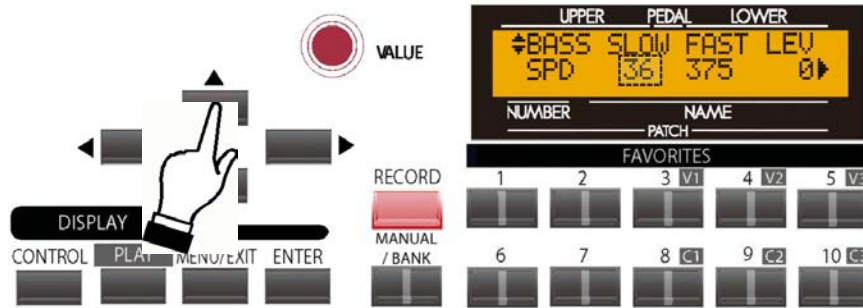 VALUE
UPPER PEDAL LOWER
BASS SLOW FAST LEV
SPD 36 375 0
NUMBER NAME
PATCH
FAVORITES
RECORD
1 2 3 V1 4 V2 5 V3
DISPLAY
MANUAL
/ BANK
CONTROL PLAY MENU/EXIT ENTER
6 7 8 C1 9 C2 10 C3